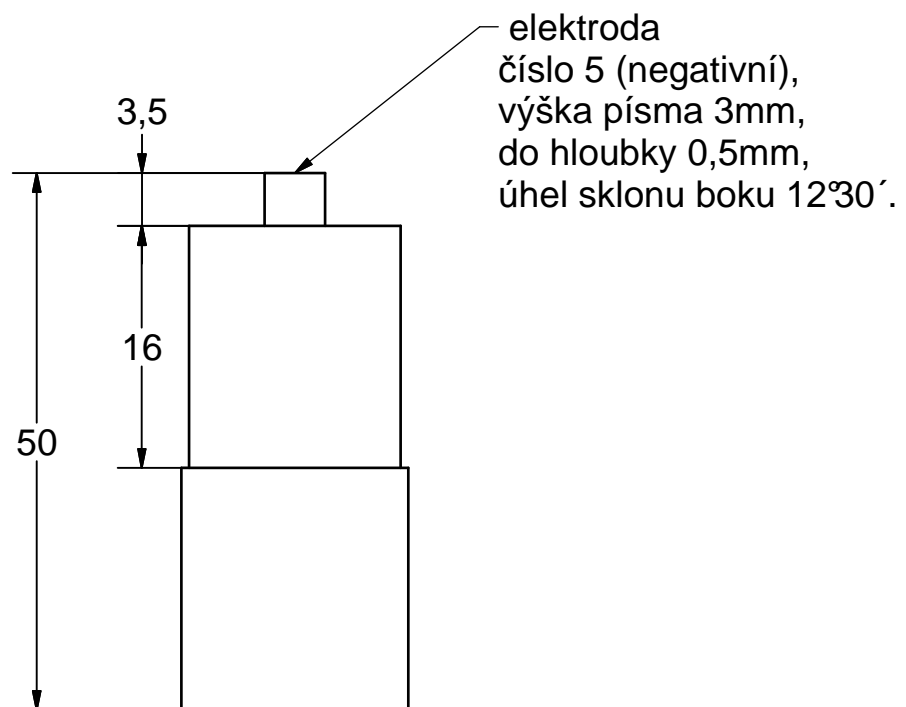 elektroda
číslo 5 (negativní),
výška písma 3mm,
do hloubky 0,5mm,
úhel sklonu boku 12°30´.
3,5
16
50